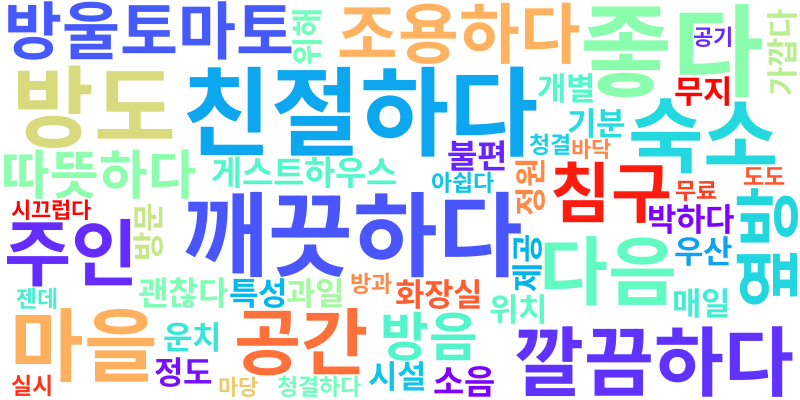 방울토마토
위해
조용하다
좋다
공기
가깝다
방도
친절하다
개별
무지
기분
숙소
따뜻하다
게스트하우스
불편
청결
바닥
아쉽다
정원
침구
무료
도도
시끄럽다
방문
깨끗하다
박하다
옆방
주인
제공
다음
우산
젠데
괜찮다
특성
과일
방과
화장실
위치
매일
마을
운치
공간
방음
깔끔하다
정도
시설
소음
실시
마당
청결하다